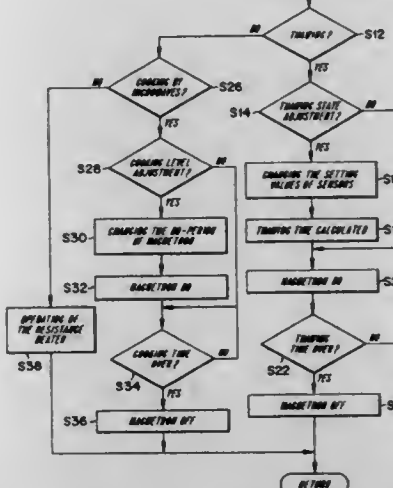 THAWING?
S12
NO
YES
NO
COOKING BY
MICROWAVES?
S26
YES
S14
THAWING STATE
ADJUSTMENT?
NO
YES
S28
COOKING LEVEL
ADJUSTMENT?
NO
YES
CHANGING THE SETTING
VALUES OF SENSORS
S30
CHANGING THE ON-PERIOD
OF MAGNETRON
THAWING TIME CALCULATED
S32
MAGNETRON ON
MAGNETRON ON
OPERATING OF
THE RESISTANCE
HEATER
S38
COOKING TIME
OVER?
NO
S34
YES
THAWING
TIME OVER?
NO
S22
YES
S36
MAGNETRON OFF
MAGNETRON OFF
RETURN